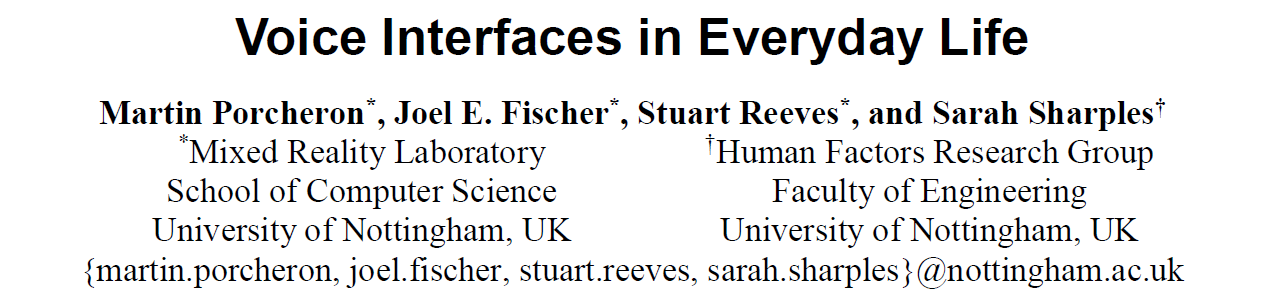 Voice Interfaces in Everyday Life
Martin Porcheron*, Joel E. Fischer*, Stuart Reeves*, and Sarah Sharples†
*Mixed Reality Laboratory
School of Computer Science
University of Nottingham, UK
†Human Factors Research Group
Faculty of Engineering
University of Nottingham, UK
{martin.porcheron, joel.fischer, stuart.reeves, sarah.sharples}@nottingham.ac.uk